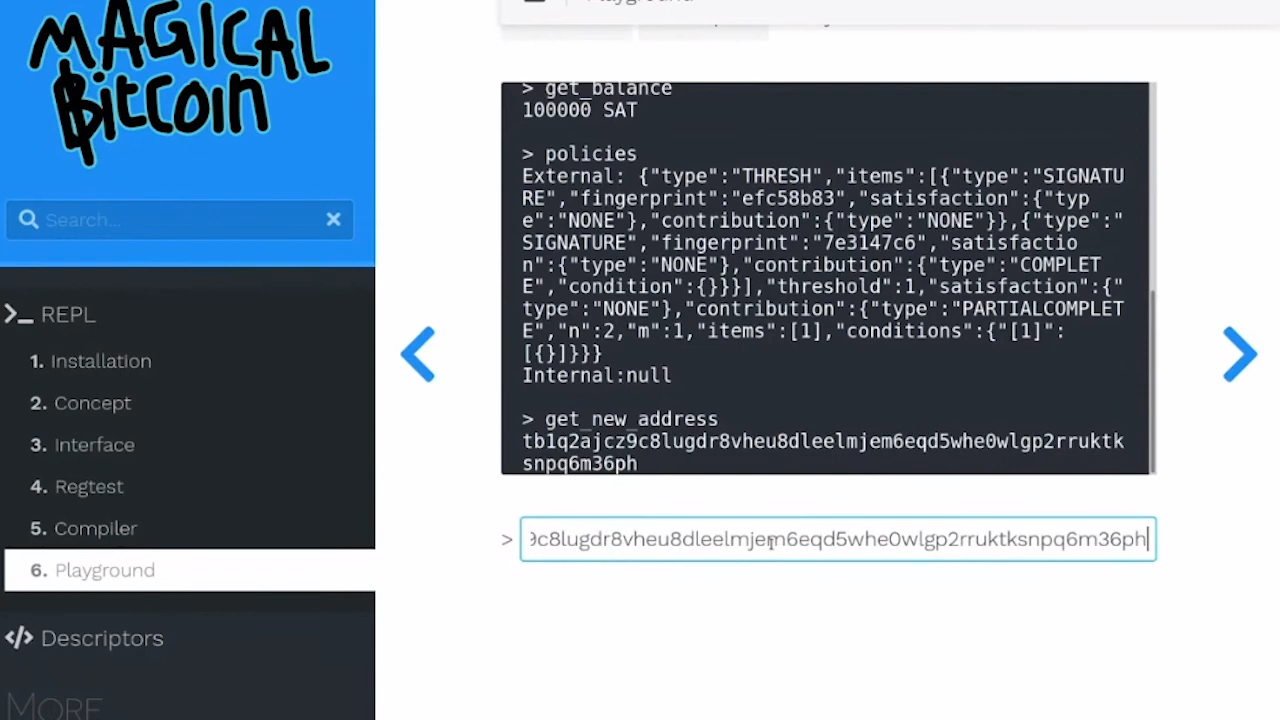 MAGICAL
Bitcoin
Search...
REPL
1. Installation
2. Concept
3. Interface
4. Regtest
5. Compiler
6. Playground
Descriptors
MORE
Playground
> get_balance
100000 SAT
> policies
External: {"type":"THRESH","items":[{"type":"SIGNATU
RE","fingerprint":"efc58b83","satisfaction":{"typ
e":"NONE"},"contribution":{"type":"NONE"}},{"type":"
SIGNATURE","fingerprint":"7e3147c6","satisfactio
n":{"type":"NONE"},"contribution":{"type":"COMPLET
E","condition":{}}}],"threshold":1,"satisfaction":{"
type":"NONE"},"contribution":{"type":"PARTIALCOMPLET
E","n":2,"m":1,"items":[1],"conditions":{"[1]":
[{}]}}}
Internal:null
> get_new_address
tb1q2ajcz9c8lugdr8vheu8dleelmjem6eqd5whe0wlgp2rruktk
snpq6m36ph
> 9c8lugdr8vheu8dleelmjem6eqd5whe0wlgp2rruktksnpq6m36ph